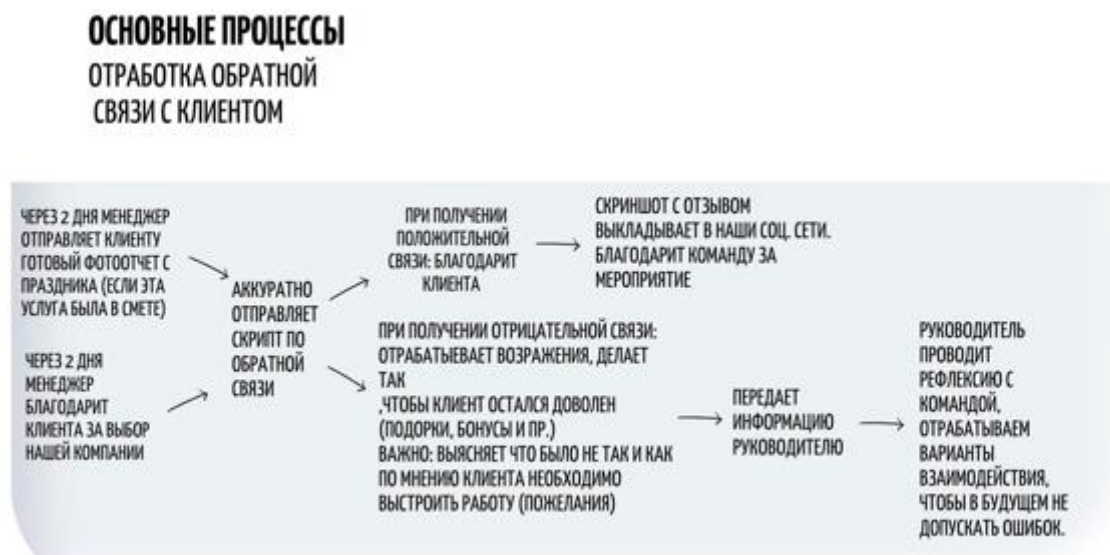 ОСНОВНЫЕ ПРОЦЕССЫ
ОТРАБОТКА ОБРАТНОЙ
СВЯЗИ С КЛИЕНТОМ
ЧЕРЕЗ 2 ДНЯ МЕНЕДЖЕР
ОТПРАВЛЯЕТ КЛИЕНТУ
ГОТОВЫЙ ФОТООТЧЕТ С
ПРАЗДНИКА (ЕСЛИ ЭТА
УСЛУГА БЫЛА В СМЕТЕ)
ЧЕРЕЗ 2 ДНЯ
МЕНЕДЖЕР
БЛАГОДАРИТ
КЛИЕНТА ЗА ВЫБОР
НАШЕЙ КОМПАНИИ
АККУРАТНО
ОТПРАВЛЯЕТ
СКРИПТ ПО
ОБРАТНОЙ
СВЯЗИ
ПРИ ПОЛУЧЕНИИ
ПОЛОЖИТЕЛЬНОЙ
СВЯЗИ: БЛАГОДАРИТ
КЛИЕНТА
СКРИНШОТ С ОТЗЫВОМ
ВЫКЛАДЫВАЕТ В НАШИ СОЦ. СЕТИ.
БЛАГОДАРИТ КОМАНДУ ЗА
МЕРОПРИЯТИЕ
ПРИ ПОЛУЧЕНИИ ОТРИЦАТЕЛЬНОЙ СВЯЗИ:
ОТРАБАТЫЕВАЕТ ВОЗРАЖЕНИЯ, ДЕЛАЕТ
ТАК
,ЧТОБЫ КЛИЕНТ ОСТАЛСЯ ДОВОЛЕН
(ПОДОРКИ, БОНУСЫ И ПР.)
ВАЖНО: ВЫЯСНЯЕТ ЧТО БЫЛО НЕ ТАК И КАК
ПО МНЕНИЮ КЛИЕНТА НЕОБХОДИМО
ВЫСТРОИТЬ РАБОТУ (ПОЖЕЛАНИЯ)
ПЕРЕДАЕТ
ИНФОРМАЦИЮ
РУКОВОДИТЕЛЮ
РУКОВОДИТЕЛЬ
ПРОВОДИТ
РЕФЛЕКСИЮ С
КОМАНДОЙ,
ОТРАБАТЫВАЕМ
ВАРИАНТЫ
ВЗАИМОДЕЙСТВИЯ,
ЧТОБЫ В БУДУЩЕМ НЕ
ДОПУСКАТЬ ОШИБОК.